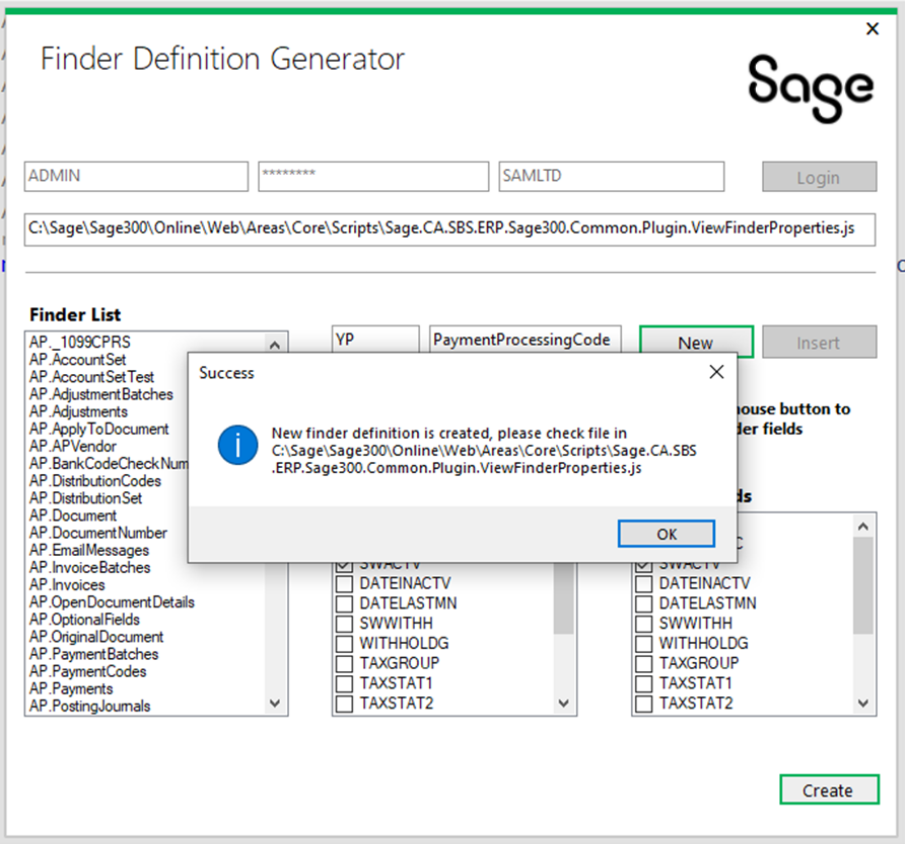 Finder Definition Generator
Sage
ADMIN
********
SAMLTD
Login
C:\Sage\Sage300\Online\Web\Areas\Core\Scripts\Sage.CA.SBS.ERP.Sage300.Common.Plugin.ViewFinderProperties.js
Finder List
AP._1099CPRS
AP.AccountSet
AP.AccountSetTest
AP.AdjustmentBatches
AP.Adjustments
AP.ApplyToDocument
AP.APVendor
AP.BankCodeCheckNum
AP.DistributionCodes
AP.DistributionSet
AP.Document
AP.DocumentNumber
AP.EmailMessages
AP.InvoiceBatches
AP.Invoices
AP.OpenDocumentDetails
AP.OptionalFields
AP.OriginalDocument
AP.PaymentBatches
AP.PaymentCodes
AP.Payments
AP.PostingJournals
YP
PaymentProcessingCode
New
Insert
Success
New finder definition is created, please check file in
C:\Sage\Sage300\Online\Web\Areas\Core\Scripts\Sage.CA.SBS
.ERP.Sage300.Common.Plugin.ViewFinderProperties.js
OK
button to
fields
SWACTV
DATEINACTV
DATELASTMN
SWWITHH
WITHHOLDG
TAXGROUP
TAXSTAT1
TAXSTAT2
SWACTV
DATEINACTV
DATELASTMN
SWWITHH
WITHHOLDG
TAXGROUP
TAXSTAT1
TAXSTAT2
Create